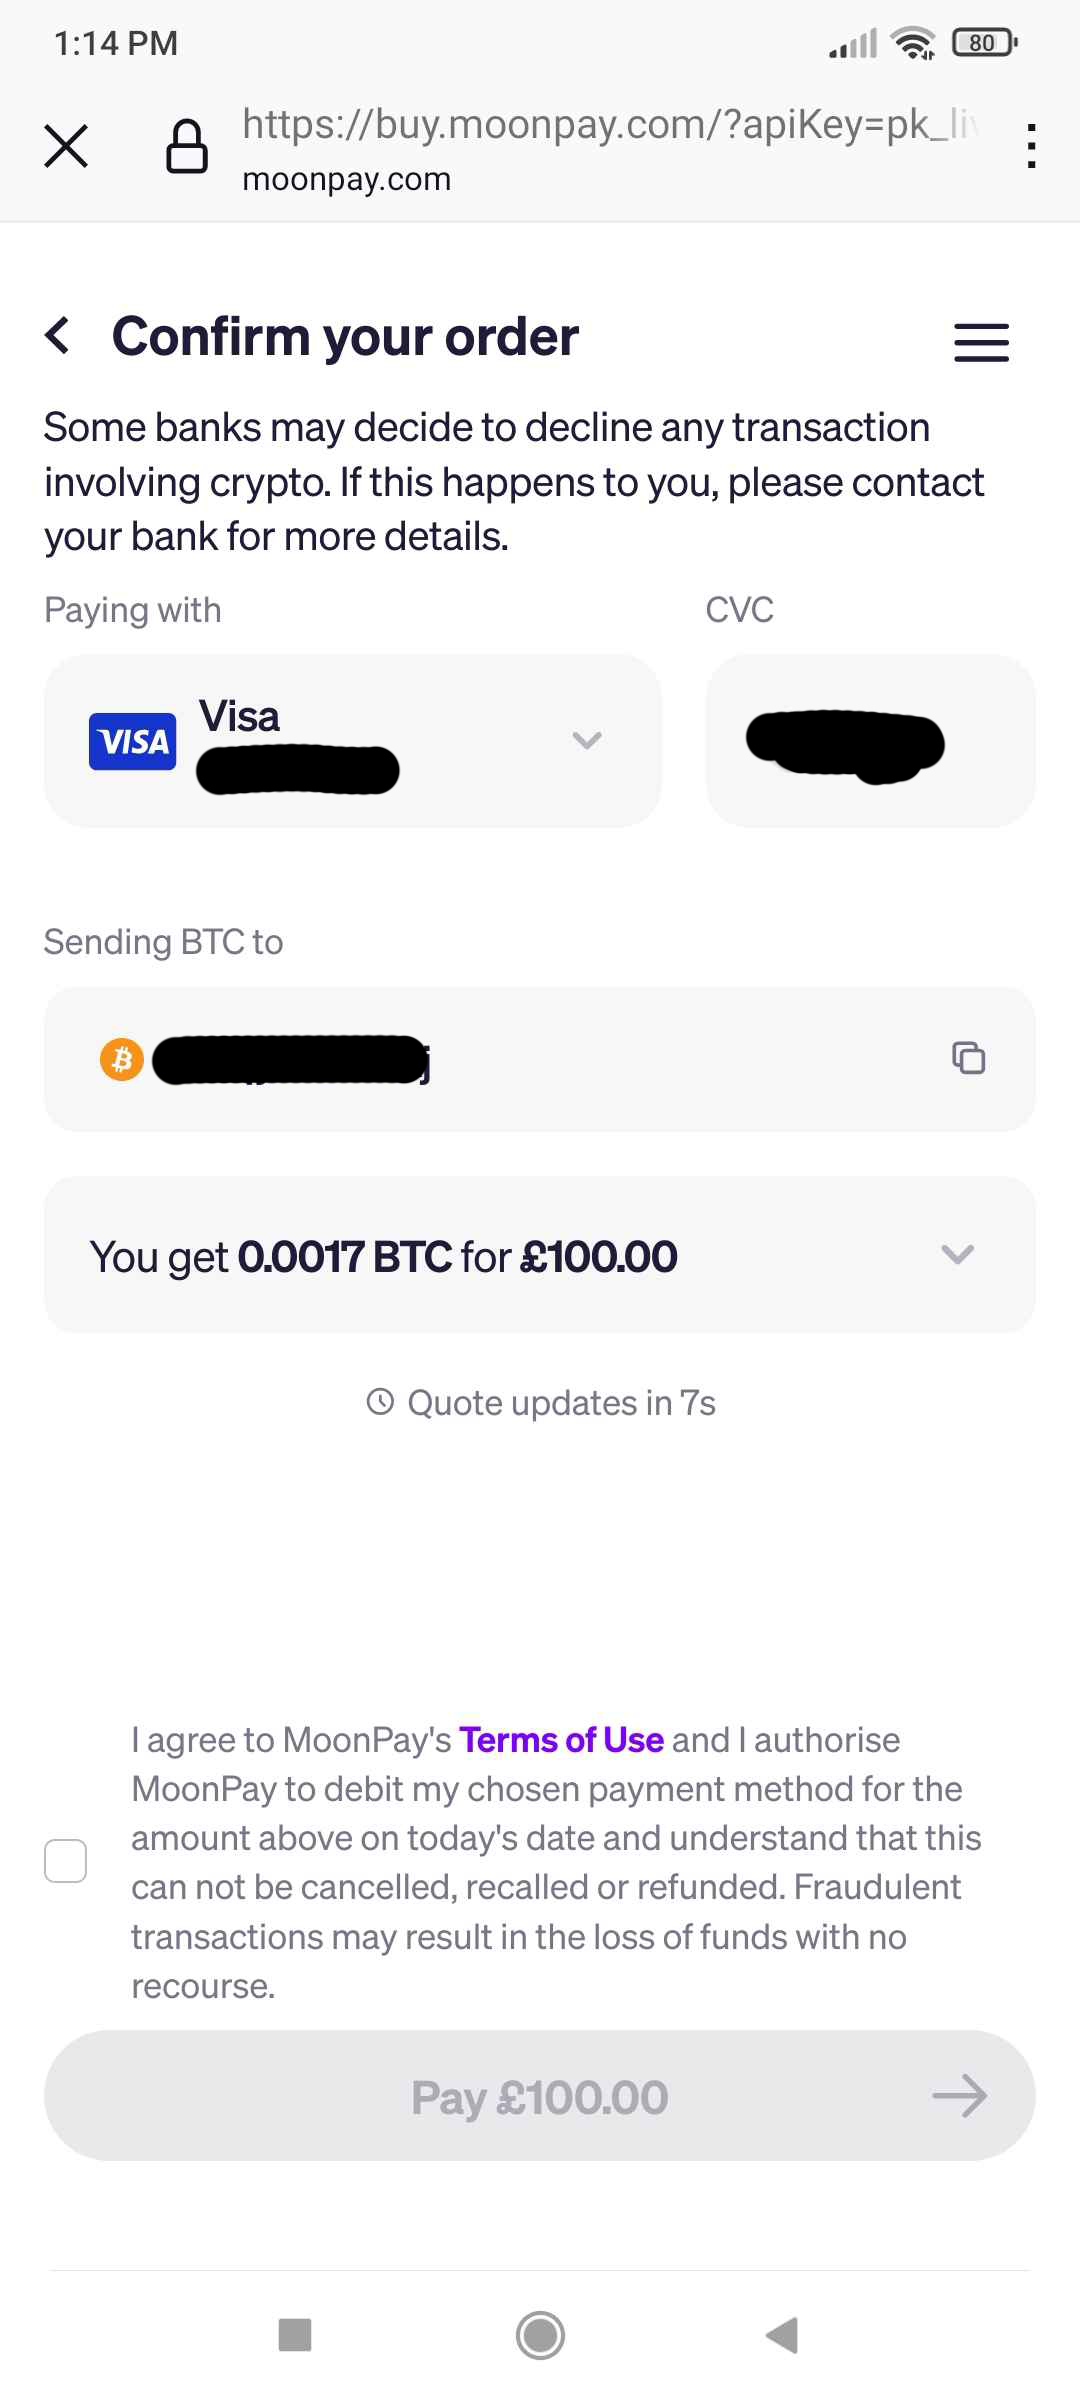 1:14 PM
80
https://buy.moonpay.com/?apiKey=pk_liv
moonpay.com
Confirm your order
Some banks may decide to decline any transaction
involving crypto. If this happens to you, please contact
your bank for more details.
Paying with
CVC
VISA
Visa
Sending BTC to
j
You get 0.0017 BTC for £100.00
Quote updates in 7s
I agree to MoonPay's Terms of Use and I authorise
MoonPay to debit my chosen payment method for the
amount above on today's date and understand that this
can not be cancelled, recalled or refunded. Fraudulent
transactions may result in the loss of funds with no
recourse.
Pay £100.00